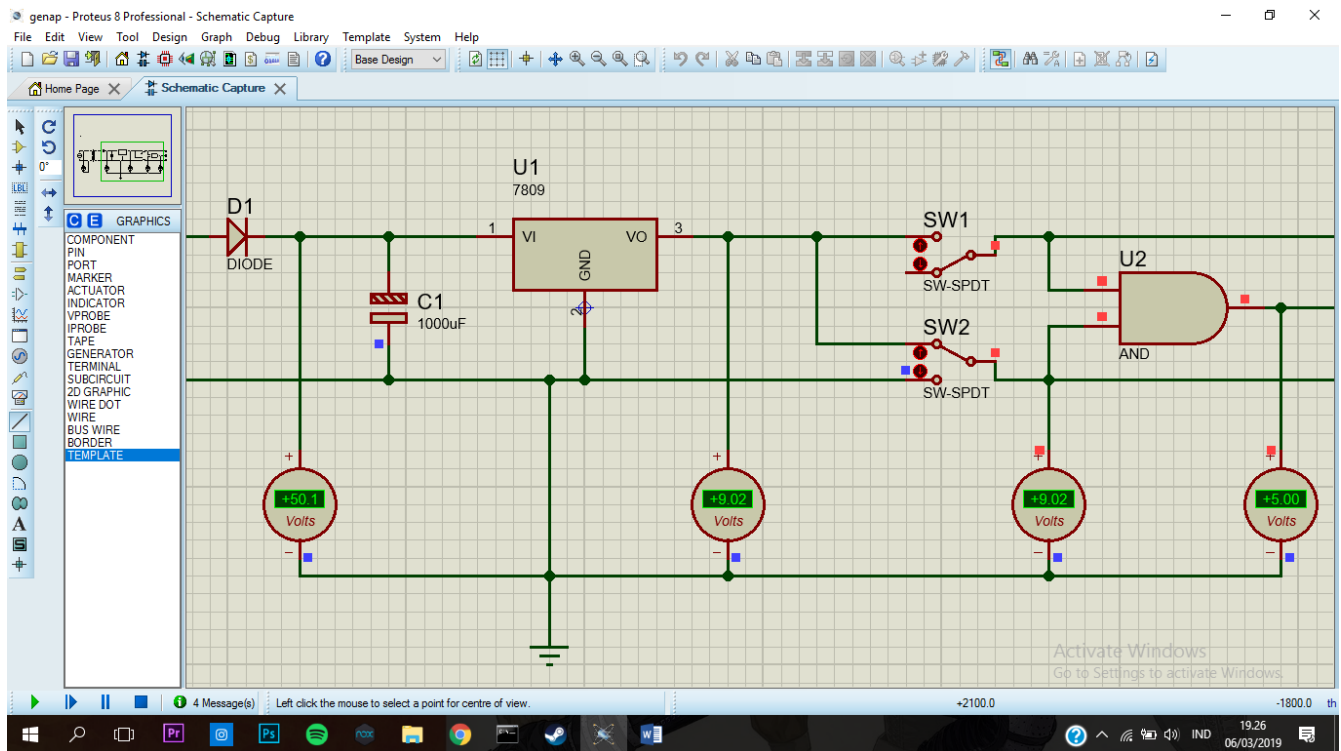 genap - Proteus 8 Professional - Schematic Capture
File Edit View Tool Design Graph Debug Library Template System Help
Base Design
Home Page
Schematic Capture
0°
LBL
C E GRAPHICS
COMPONENT
PIN
PORT
MARKER
ACTUATOR
INDICATOR
VPROBE
IPROBE
TAPE
GENERATOR
TERMINAL
SUBCIRCUIT
2D GRAPHIC
WIRE DOT
WIRE
BUS WIRE
BORDER
TEMPLATE
A
S
D1
DIODE
C1
1000uF
U1
7809
1 VI VO 3
GND
2
SW1
SW-SPDT
SW2
SW-SPDT
U2
AND
+ + + +
+50.1 +9.02 +9.02 +5.00
Volts Volts Volts Volts
− − − −
Activate Windows
Go to Settings to activate Windows.
4 Message(s) Left click the mouse to select a point for centre of view. +2100.0 -1800.0 th
Pr Ps nox W
IND
19.26
06/03/2019